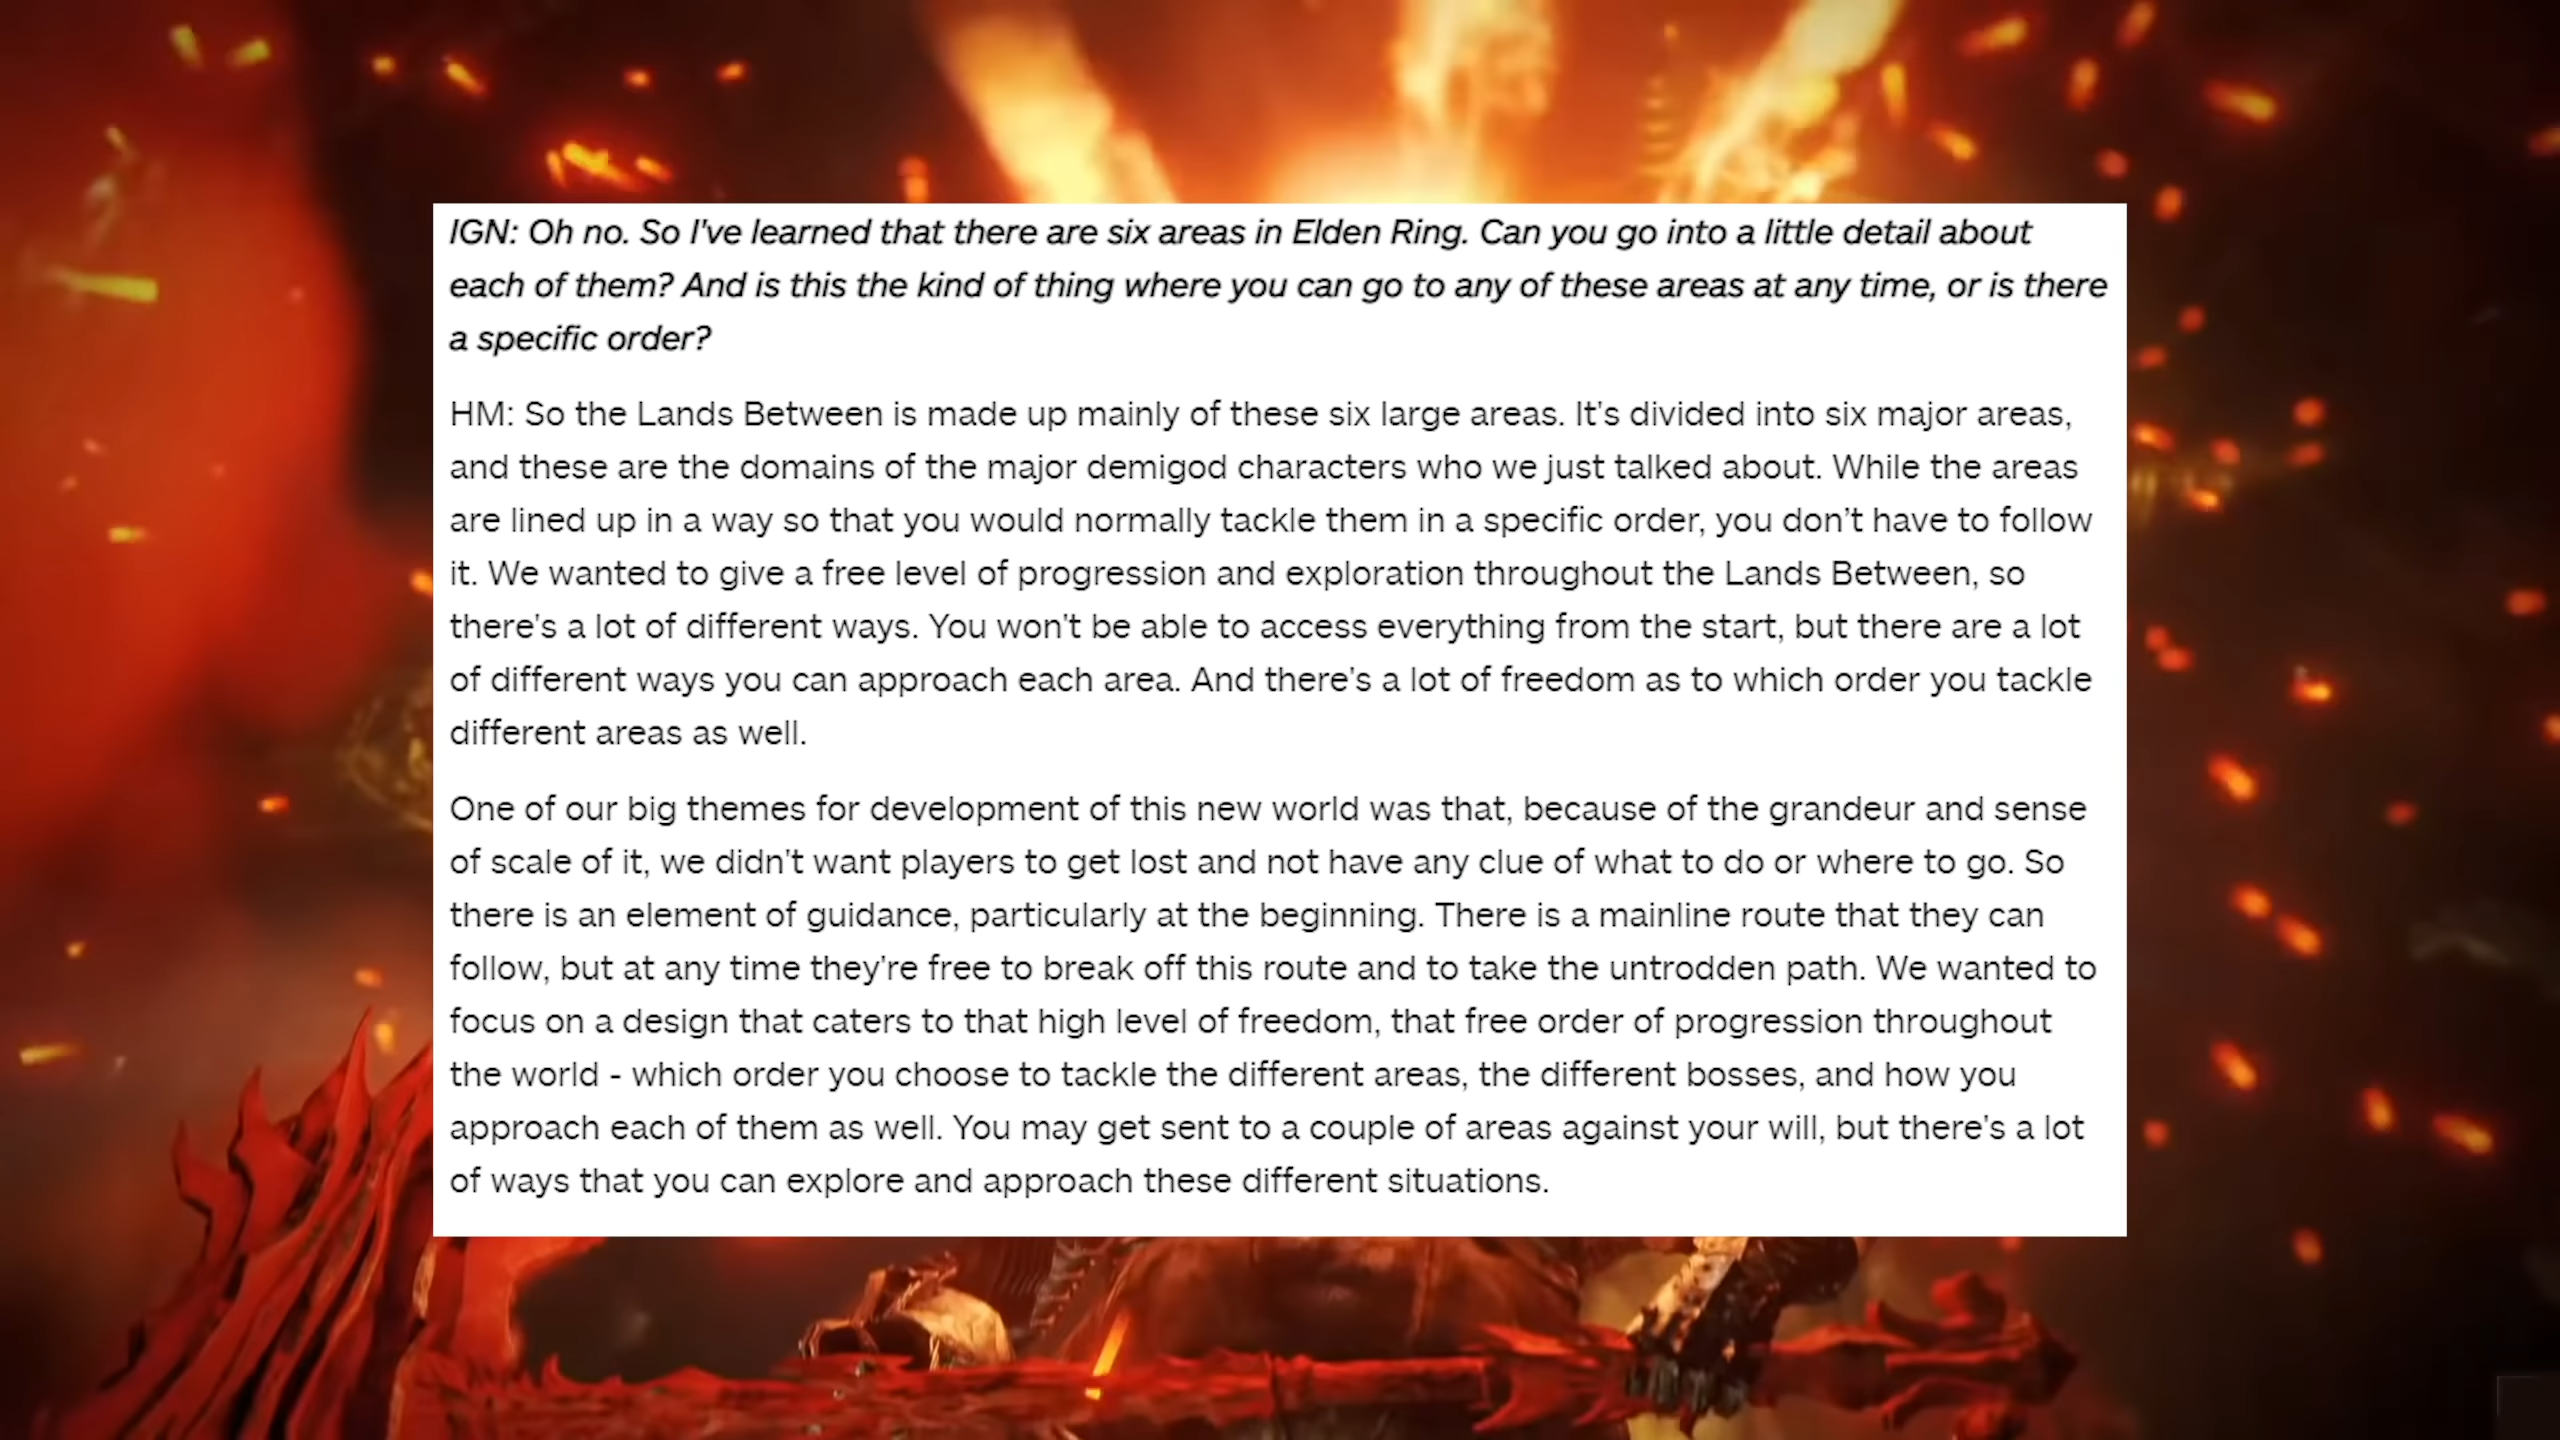 IGN: Oh no. So I've learned that there are six areas in Elden Ring. Can you go into a little detail about
each of them? And is this the kind of thing where you can go to any of these areas at any time, or is there
a specific order?
HM: So the Lands Between is made up mainly of these six large areas. It's divided into six major areas,
and these are the domains of the major demigod characters who we just talked about. While the areas
are lined up in a way so that you would normally tackle them in a specific order, you don't have to follow
it. We wanted to give a free level of progression and exploration throughout the Lands Between, so
there's a lot of different ways. You won't be able to access everything from the start, but there are a lot
of different ways you can approach each area. And there's a lot of freedom as to which order you tackle
different areas as well.
One of our big themes for development of this new world was that, because of the grandeur and sense
of scale of it, we didn't want players to get lost and not have any clue of what to do or where to go. So
there is an element of guidance, particularly at the beginning. There is a mainline route that they can
follow, but at any time they're free to break off this route and to take the untrodden path. We wanted to
focus on a design that caters to that high level of freedom, that free order of progression throughout
the world - which order you choose to tackle the different areas, the different bosses, and how you
approach each of them as well. You may get sent to a couple of areas against your will, but there's a lot
of ways that you can explore and approach these different situations.